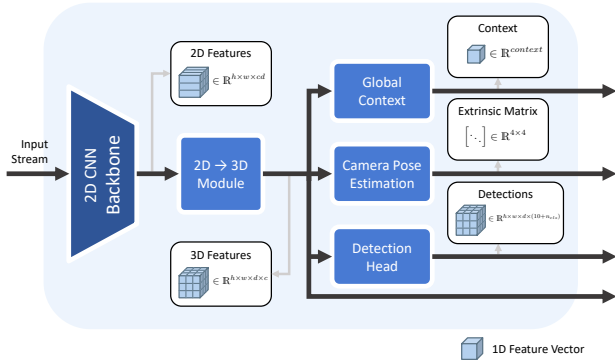 Context
∈ ℝ^{context}
2D Features
∈ ℝ^{h×w×cd}
Global
Context
Extrinsic Matrix
[⋱] ∈ ℝ^{4×4}
Input
Stream
2D CNN
Backbone
2D → 3D
Module
Camera Pose
Estimation
Detections
∈ ℝ^{h×w×d×(10+n_{cls})}
3D Features
∈ ℝ^{h×w×d×c}
Detection
Head
1D Feature Vector